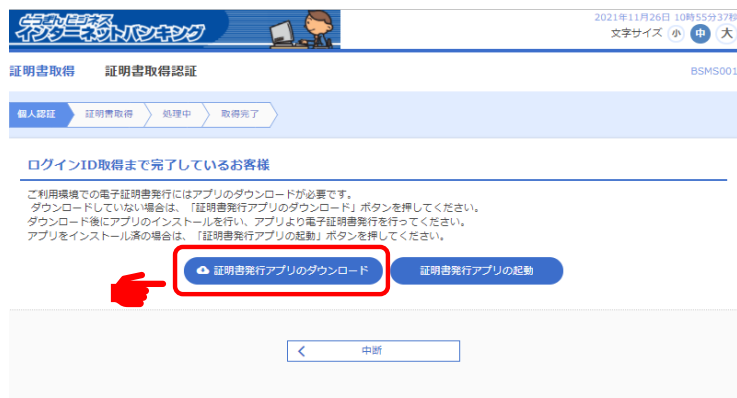 とうぎんビジネス
インターネットバンキング
2021年11月26日 10時55分37秒
文字サイズ 小 中 大
証明書取得 証明書取得認証
BSMS001
個人認証 証明書取得 処理中 取得完了
ログインID取得まで完了しているお客様
ご利用環境での電子証明書発行にはアプリのダウンロードが必要です。
ダウンロードしていない場合は、「証明書発行アプリのダウンロード」ボタンを押してください。
ダウンロード後にアプリのインストールを行い、アプリより電子証明書発行を行ってください。
アプリをインストール済の場合は、「証明書発行アプリの起動」ボタンを押してください。
証明書発行アプリのダウンロード 証明書発行アプリの起動
中断